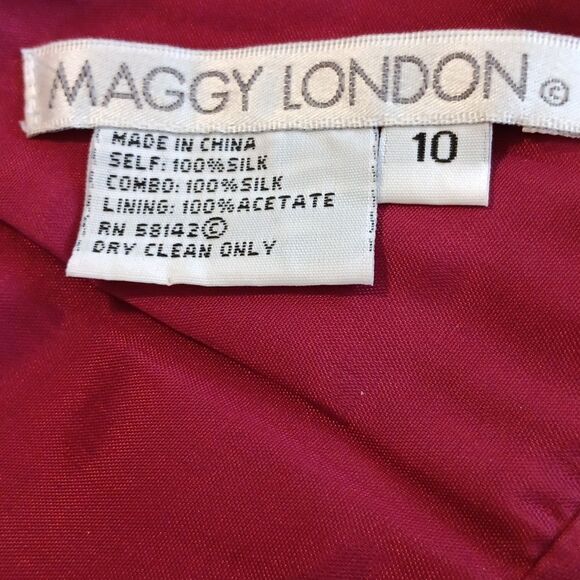 MAGGY LONDON ©
10
MADE IN CHINA
SELF: 100% SILK
COMBO: 100% SILK
LINING: 100% ACETATE
RN 58143©
DRY CLEAN ONLY